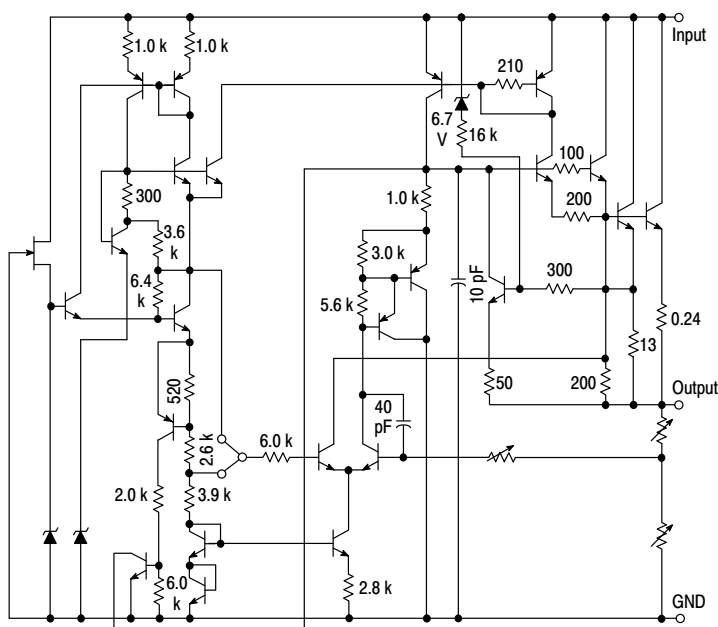 Input
1.0 k
1.0 k
210
6.7
V
16 k
100
300
1.0 k
200
3.6
k
3.0 k
10 pF
300
6.4
k
5.6 k
0.24
13
520
50
200
Output
40
pF
2.6 k
6.0 k
2.0 k
3.9 k
6.0
k
2.8 k
GND